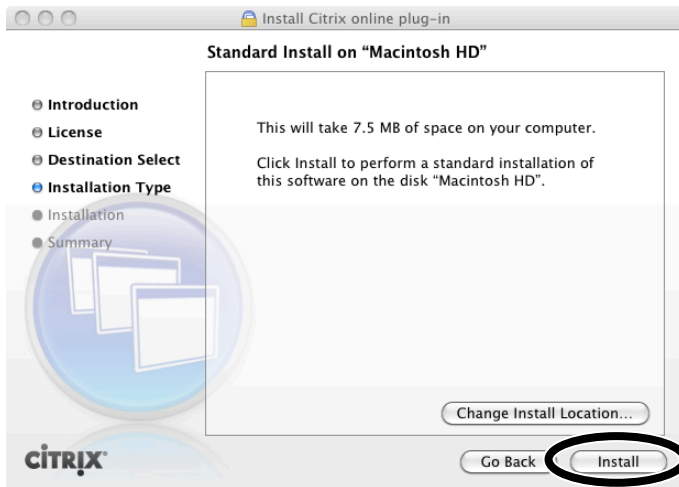 Install Citrix online plug-in
Standard Install on “Macintosh HD”
Introduction
License
Destination Select
Installation Type
Installation
Summary
This will take 7.5 MB of space on your computer.
Click Install to perform a standard installation of
this software on the disk “Macintosh HD”.
Change Install Location...
CITRIX
Go Back
Install